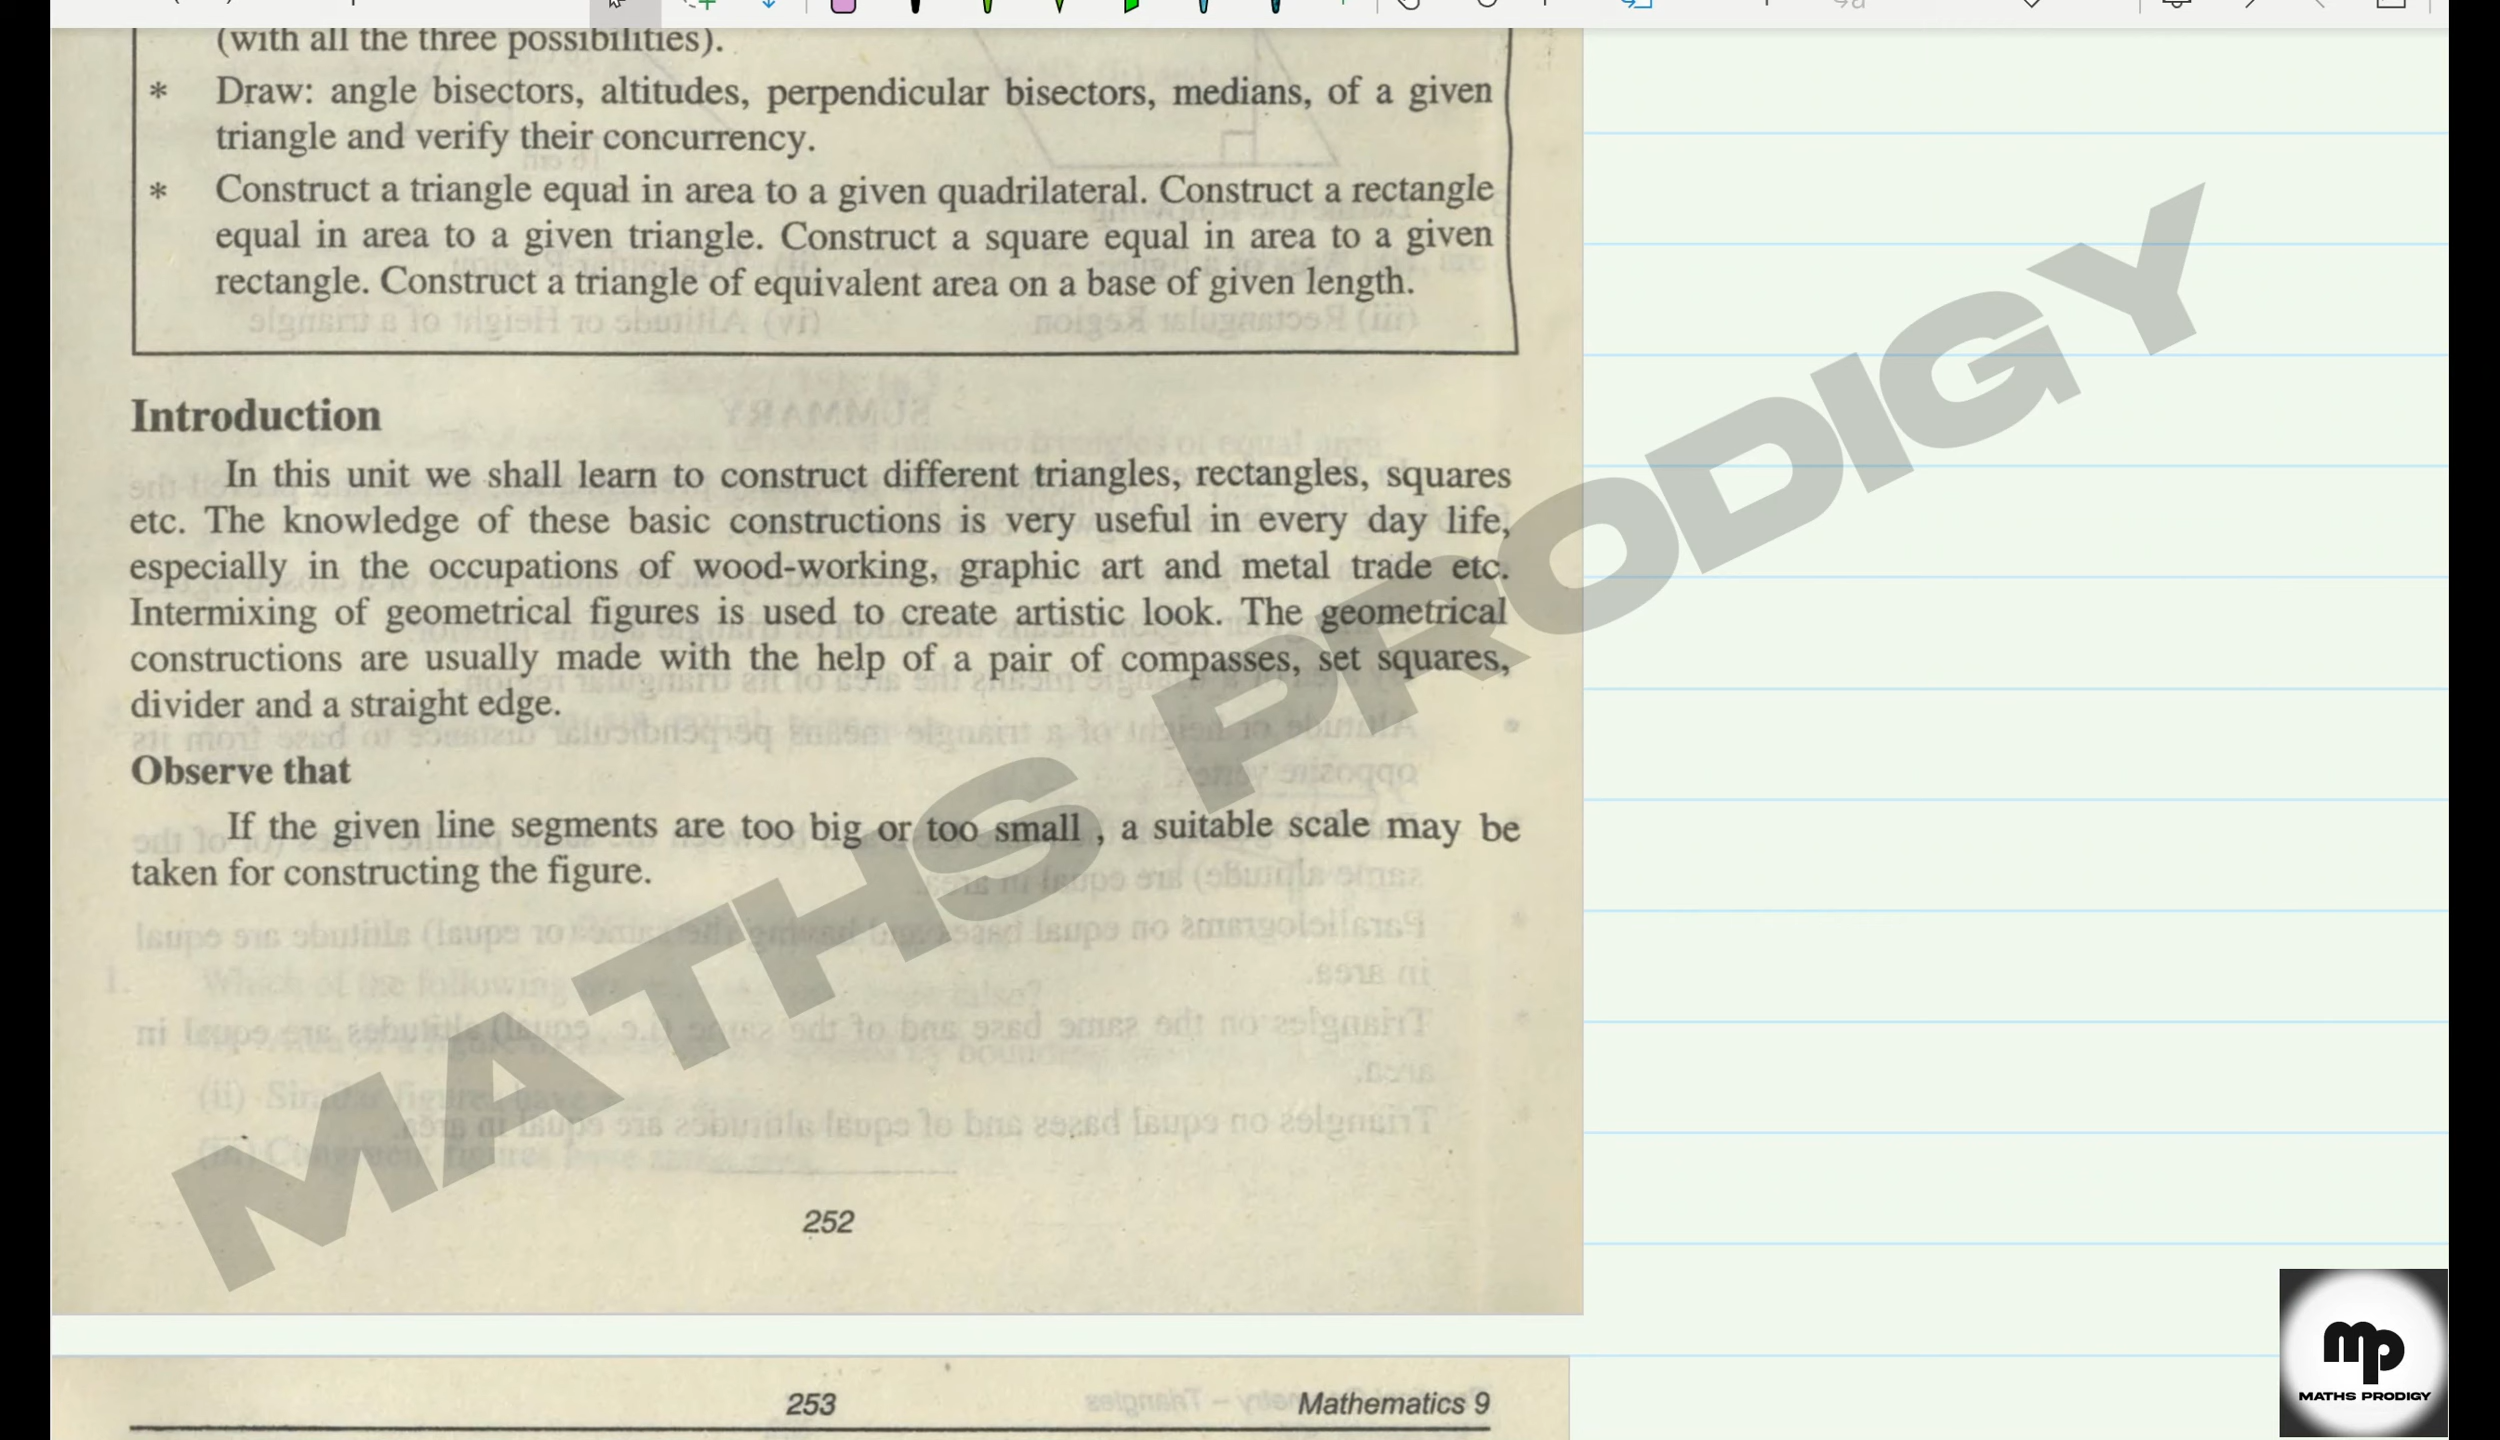 (with all the three possibilities).
* Draw: angle bisectors, altitudes, perpendicular bisectors, medians, of a given
triangle and verify their concurrency.
* Construct a triangle equal in area to a given quadrilateral. Construct a rectangle
equal in area to a given triangle. Construct a square equal in area to a given
rectangle. Construct a triangle of equivalent area on a base of given length.
Introduction
In this unit we shall learn to construct different triangles, rectangles, squares
etc. The knowledge of these basic constructions is very useful in every day life,
especially in the occupations of wood-working, graphic art and metal trade etc.
Intermixing of geometrical figures is used to create artistic look. The geometrical
constructions are usually made with the help of a pair of compasses, set squares,
divider and a straight edge.
Observe that
If the given line segments are too big or too small , a suitable scale may be
taken for constructing the figure.
252
253 Mathematics 9
MATHS PRODIGY
mp
MATHS PRODIGY